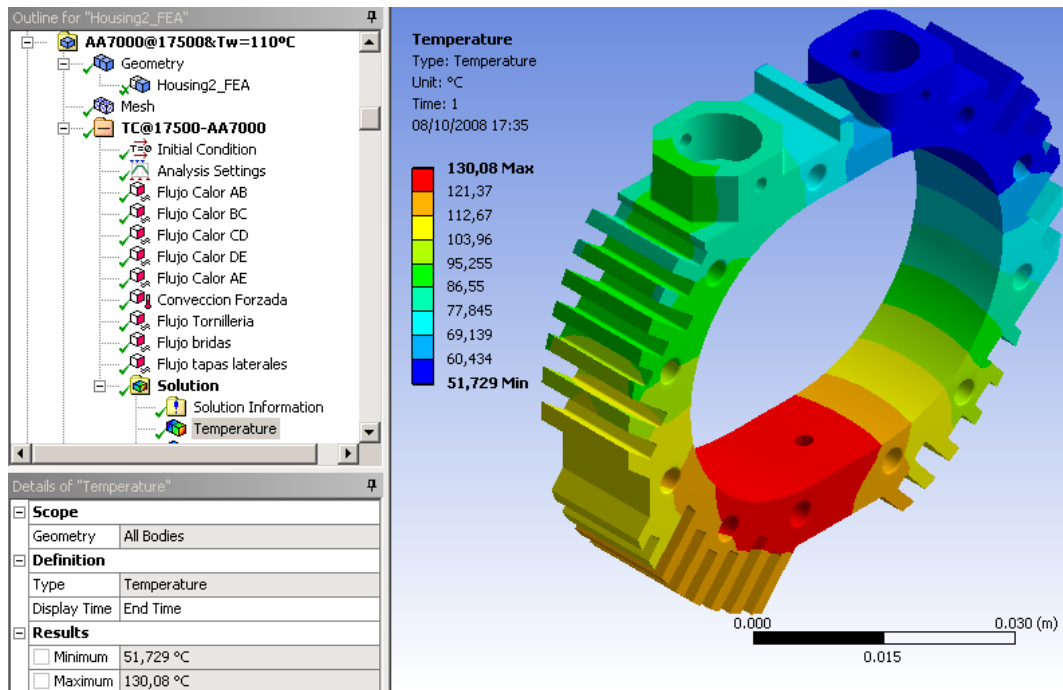 Outline for "Housing2_FEA"
AA7000@17500&Tw=110ºC
Geometry
Housing2_FEA
Mesh
TC@17500-AA7000
T=0 Initial Condition
Analysis Settings
Flujo Calor AB
Flujo Calor BC
Flujo Calor CD
Flujo Calor DE
Flujo Calor AE
Conveccion Forzada
Flujo Tornilleria
Flujo bridas
Flujo tapas laterales
Solution
Solution Information
Temperature
Details of "Temperature"
Scope
Geometry All Bodies
Definition
Type Temperature
Display Time End Time
Results
Minimum 51,729 °C
Maximum 130,08 °C
Temperature
Type: Temperature
Unit: °C
Time: 1
08/10/2008 17:35
130,08 Max
121,37
112,67
103,96
95,255
86,55
77,845
69,139
60,434
51,729 Min
0.000 0.030 (m)
0.015